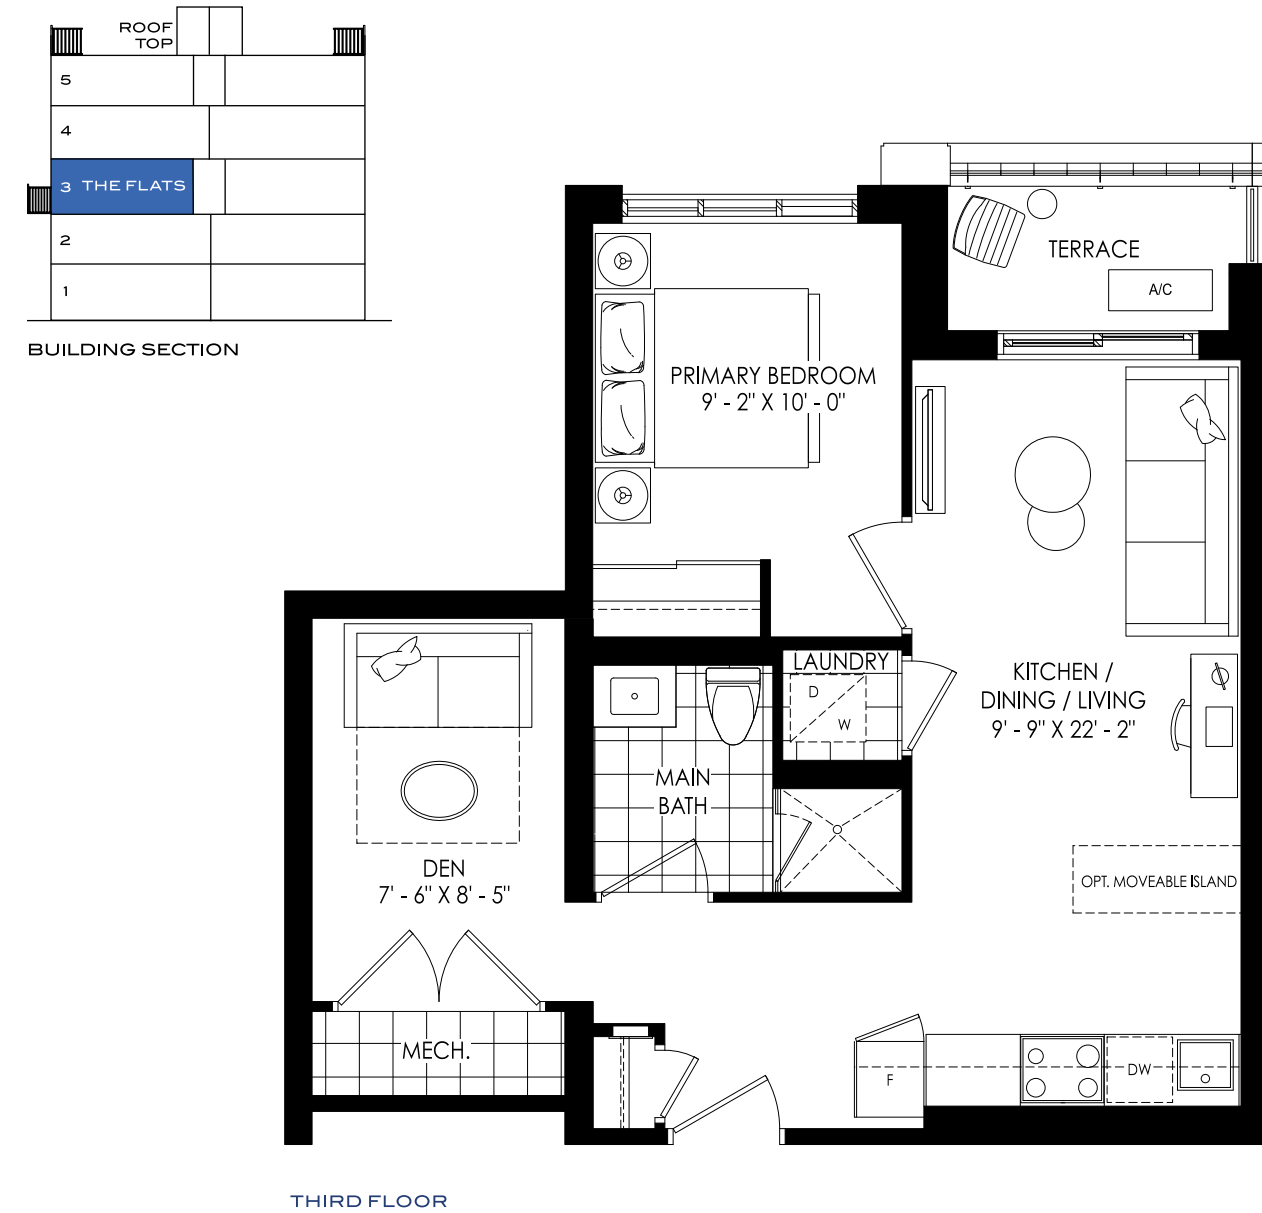 ROOF
TOP
5
4
3 THE FLATS
2
1
BUILDING SECTION
TERRACE
A/C
PRIMARY BEDROOM
9' - 2" X 10' - 0"
LAUNDRY
D
W
KITCHEN /
DINING / LIVING
9' - 9" X 22' - 2"
MAIN
BATH
DEN
7' - 6" X 8' - 5"
OPT. MOVEABLE ISLAND
MECH.
F
DW
THIRD FLOOR